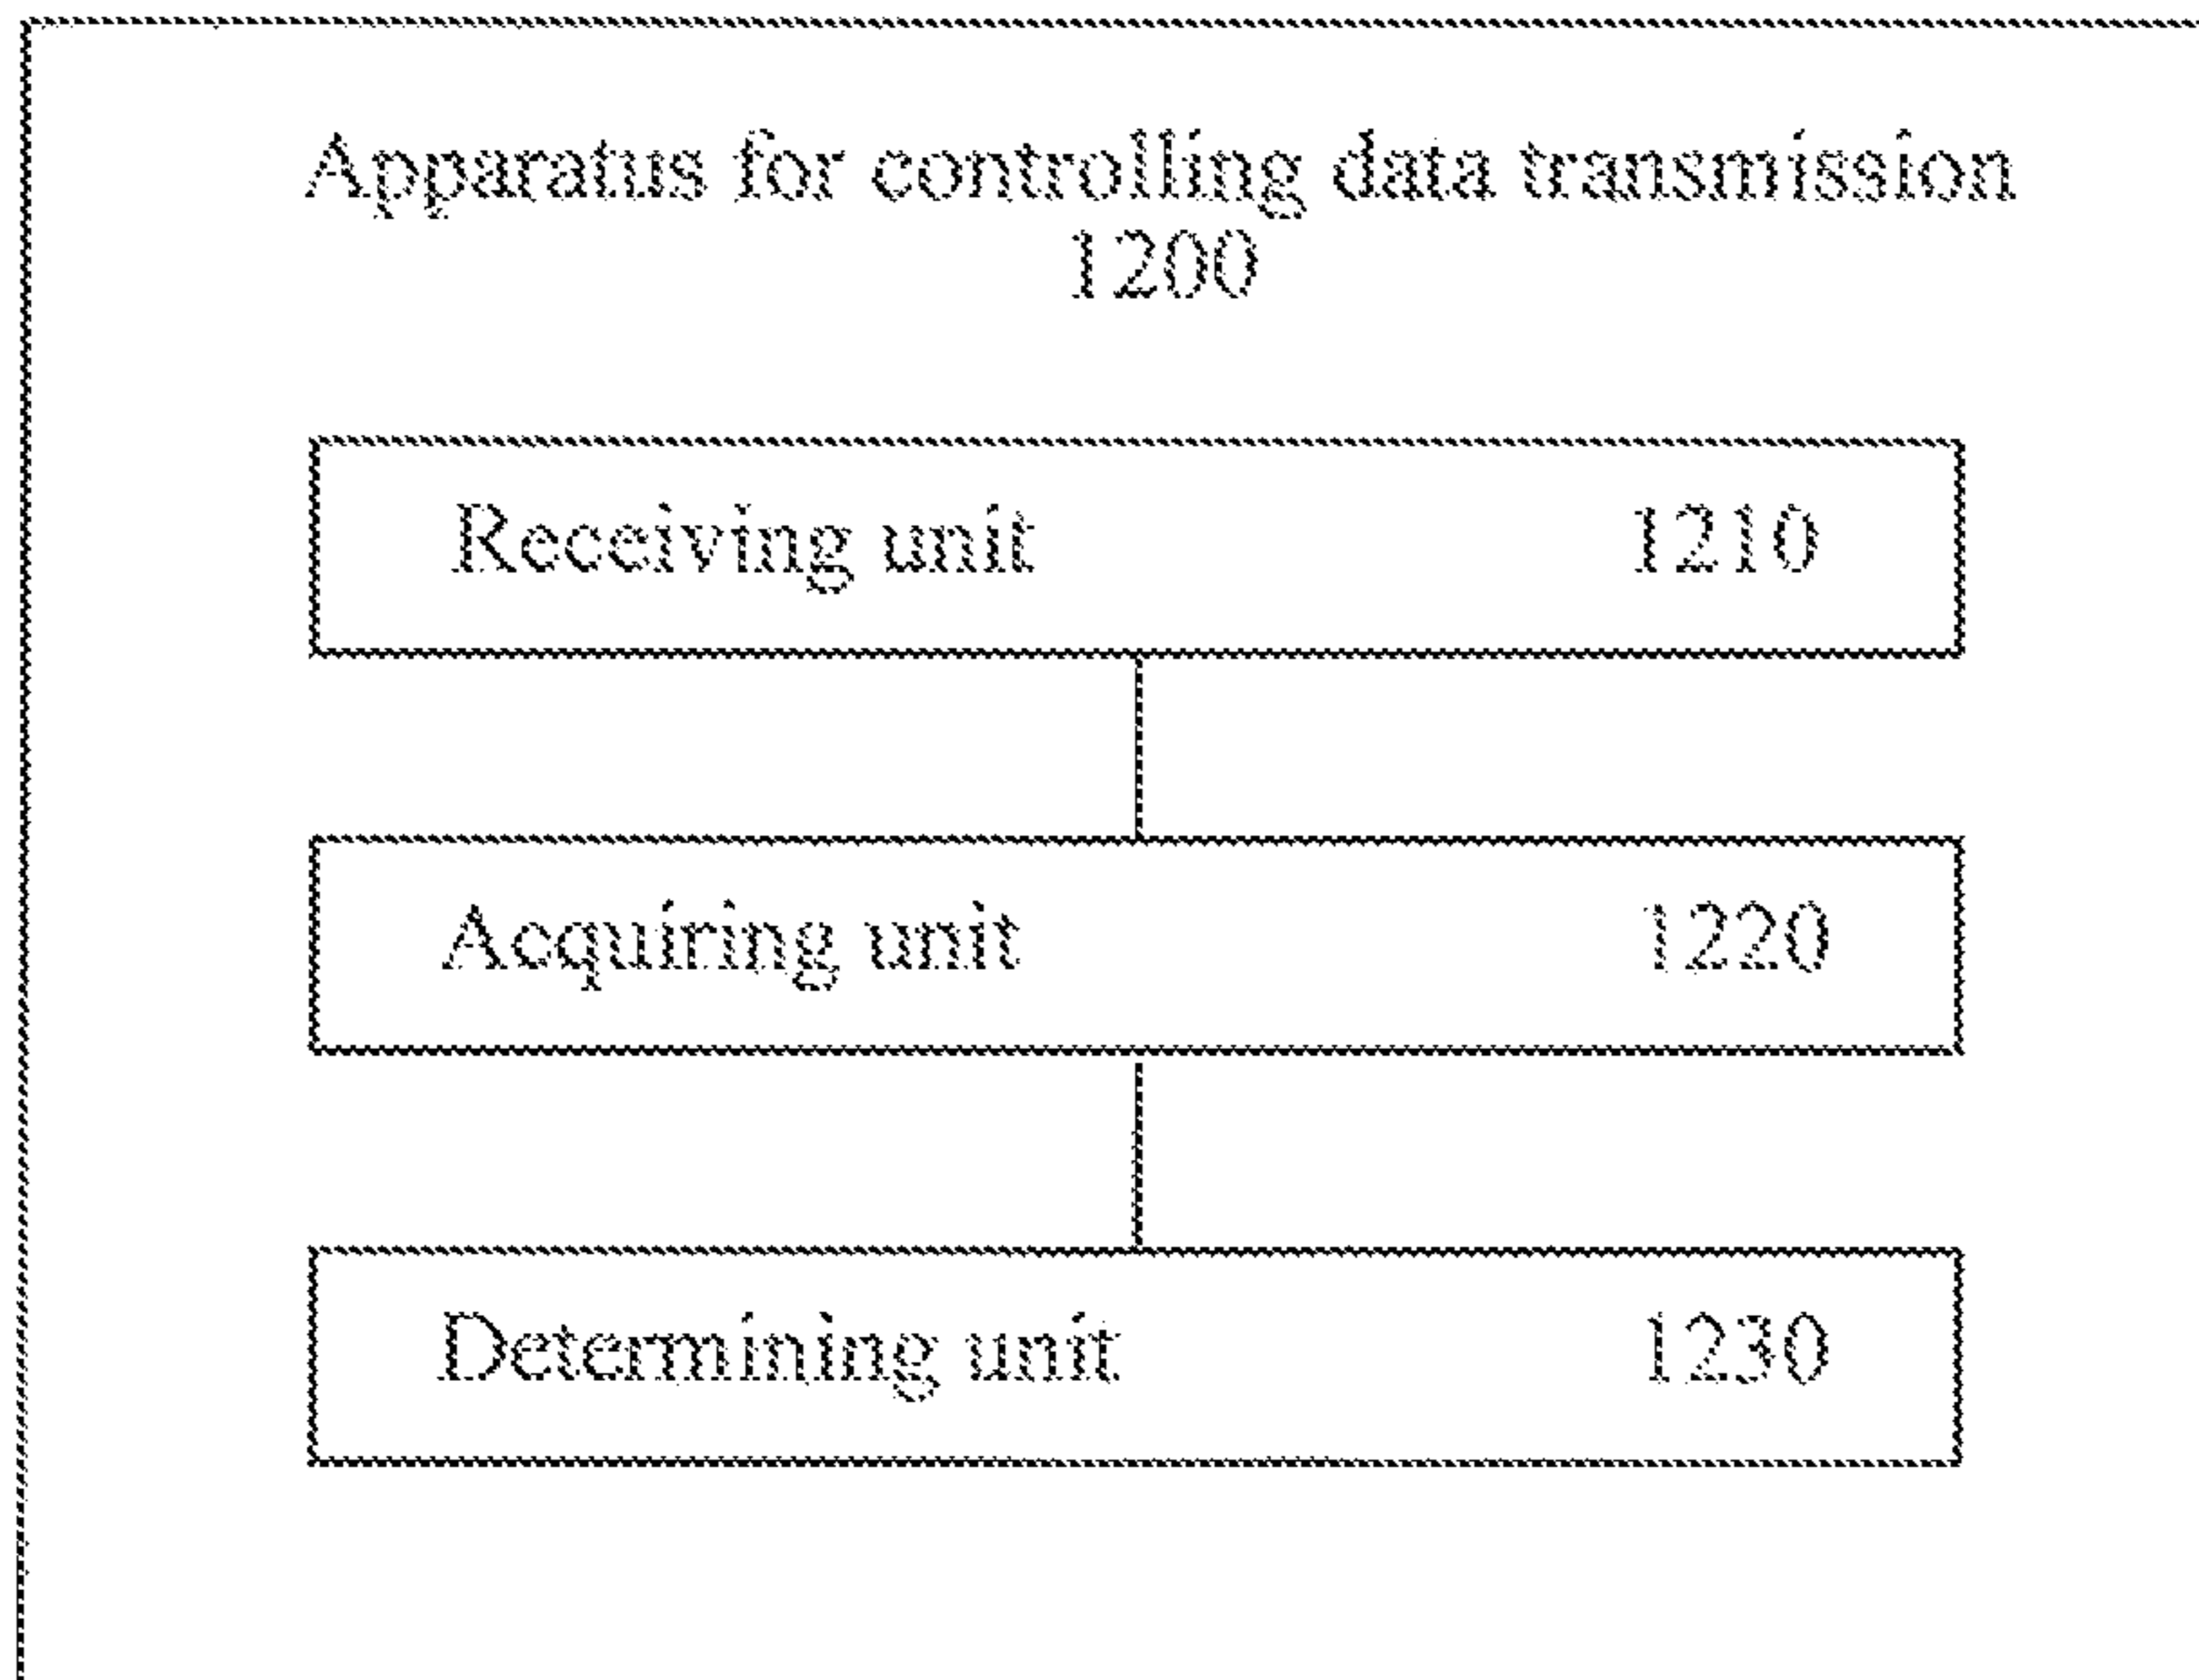 Apparatus for controlling data transmission
1200
Receiving unit 1210
Acquiring unit 1220
Determining unit 1230